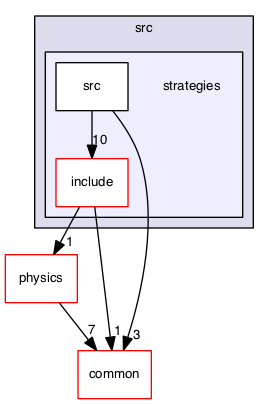 src
src strategies
10
include
1
physics
7 1 3
common